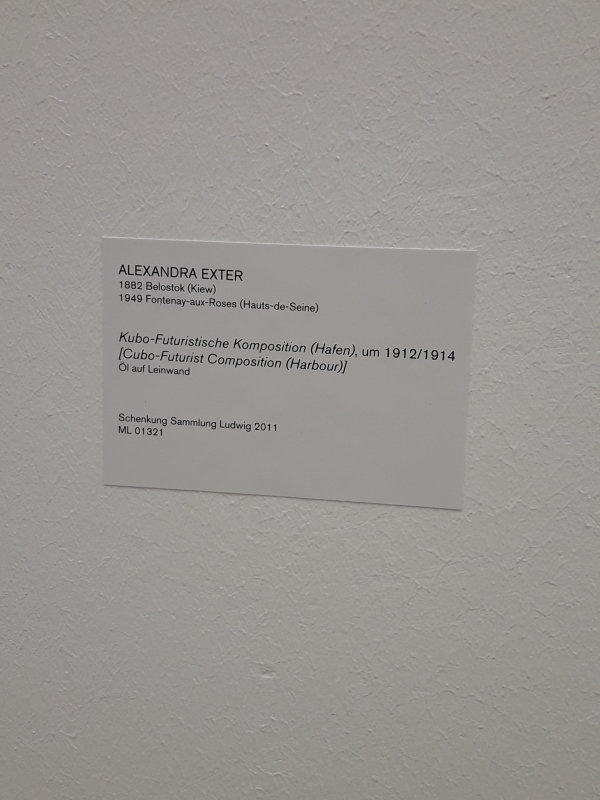 ALEXANDRA EXTER
1882 Belostok (Kiew)
1949 Fontenay-aux-Roses (Hauts-de-Seine)
Kubo-Futuristische Komposition (Hafen), um 1912/1914
[Cubo-Futurist Composition (Harbour)]
Öl auf Leinwand
Schenkung Sammlung Ludwig 2011
ML 01321